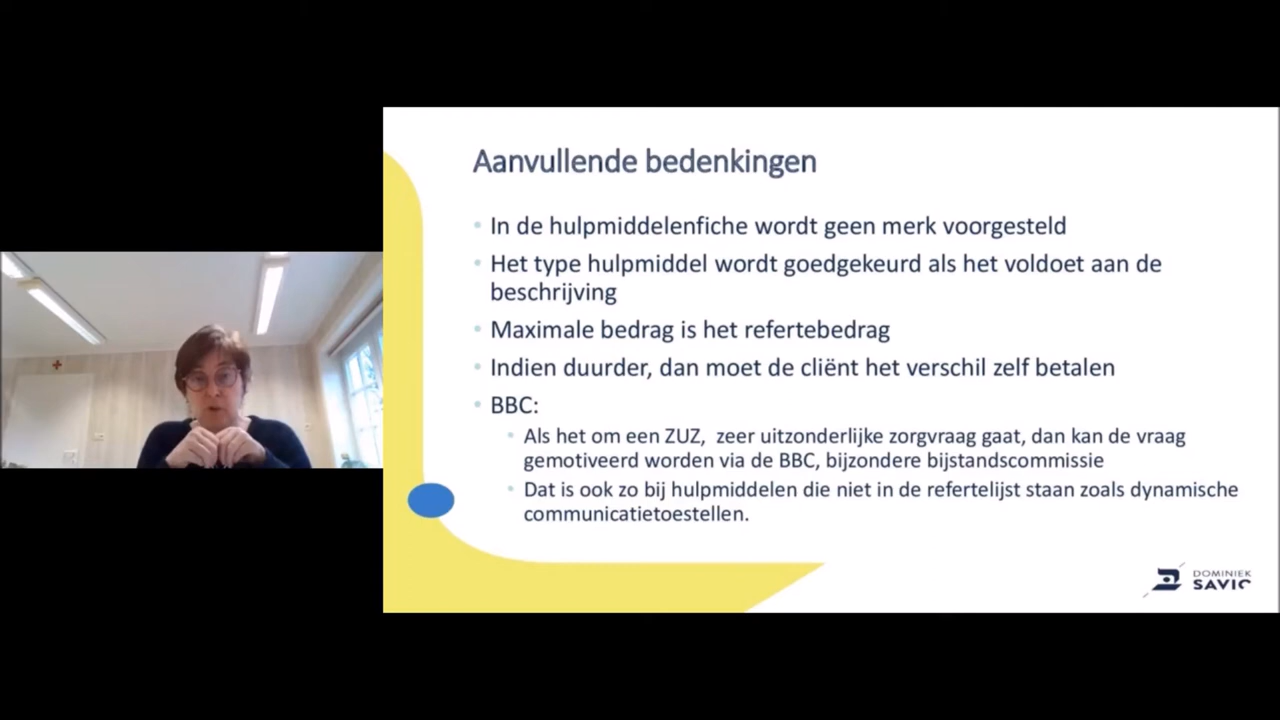 Aanvullende bedenkingen
• In de hulpmiddelenfiche wordt geen merk voorgesteld
• Het type hulpmiddel wordt goedgekeurd als het voldoet aan de
beschrijving
• Maximale bedrag is het refertebedrag
• Indien duurder, dan moet de cliënt het verschil zelf betalen
• BBC:
• Als het om een ZUZ, zeer uitzonderlijke zorgvraag gaat, dan kan de vraag
gemotiveerd worden via de BBC, bijzondere bijstandscommissie
• Dat is ook zo bij hulpmiddelen die niet in de refertelijst staan zoals dynamische
communicatietoestellen.
DOMINIEK
SAVIO